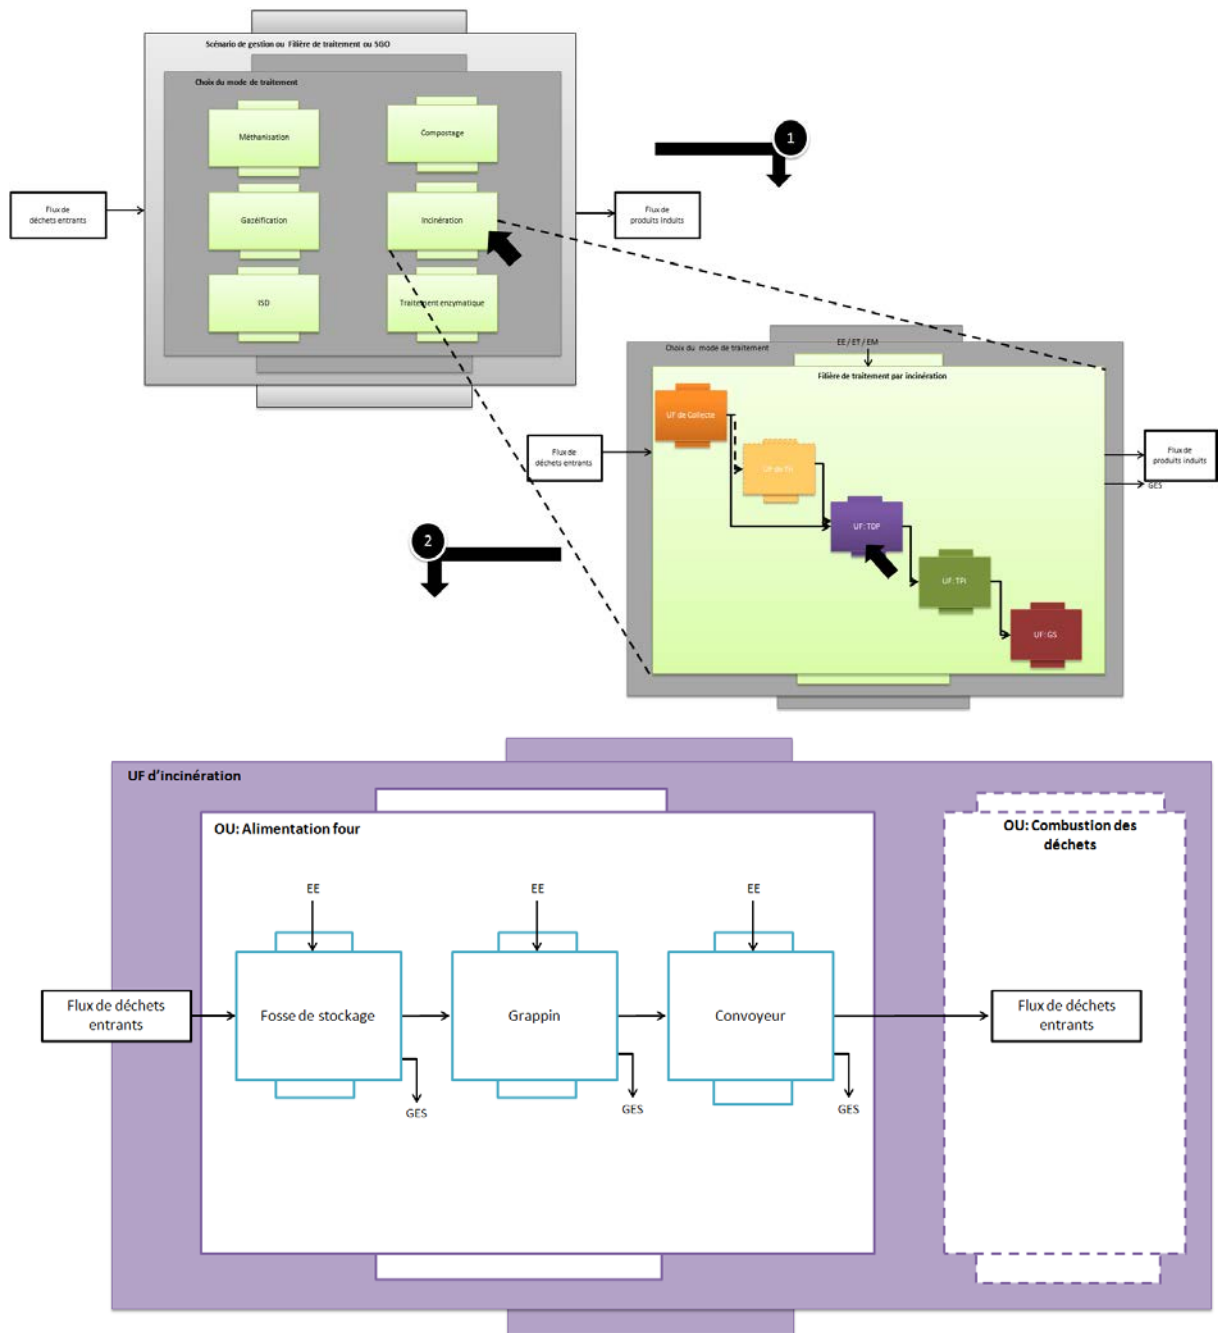 Scénario de gestion ou Filière de traitement ou SGO
Choix du mode de traitement
Méthanisation
Compostage
1
Flux de
déchets entrants
Gazéification
Incinération
Flux de
produits induits
ISD
Traitement enzymatique
Choix du mode de traitement
EE / ET / EM
Filière de traitement par incinération
UF de Collecte
Flux de
déchets entrants
UF de Tri
Flux de
produits induits
GES
UF: TDP
2
UF: TPI
UF: GS
UF d'incinération
OU: Alimentation four
OU: Combustion des
déchets
EE
EE
EE
Flux de déchets
entrants
Fosse de stockage
Grappin
Convoyeur
Flux de déchets
entrants
GES
GES
GES